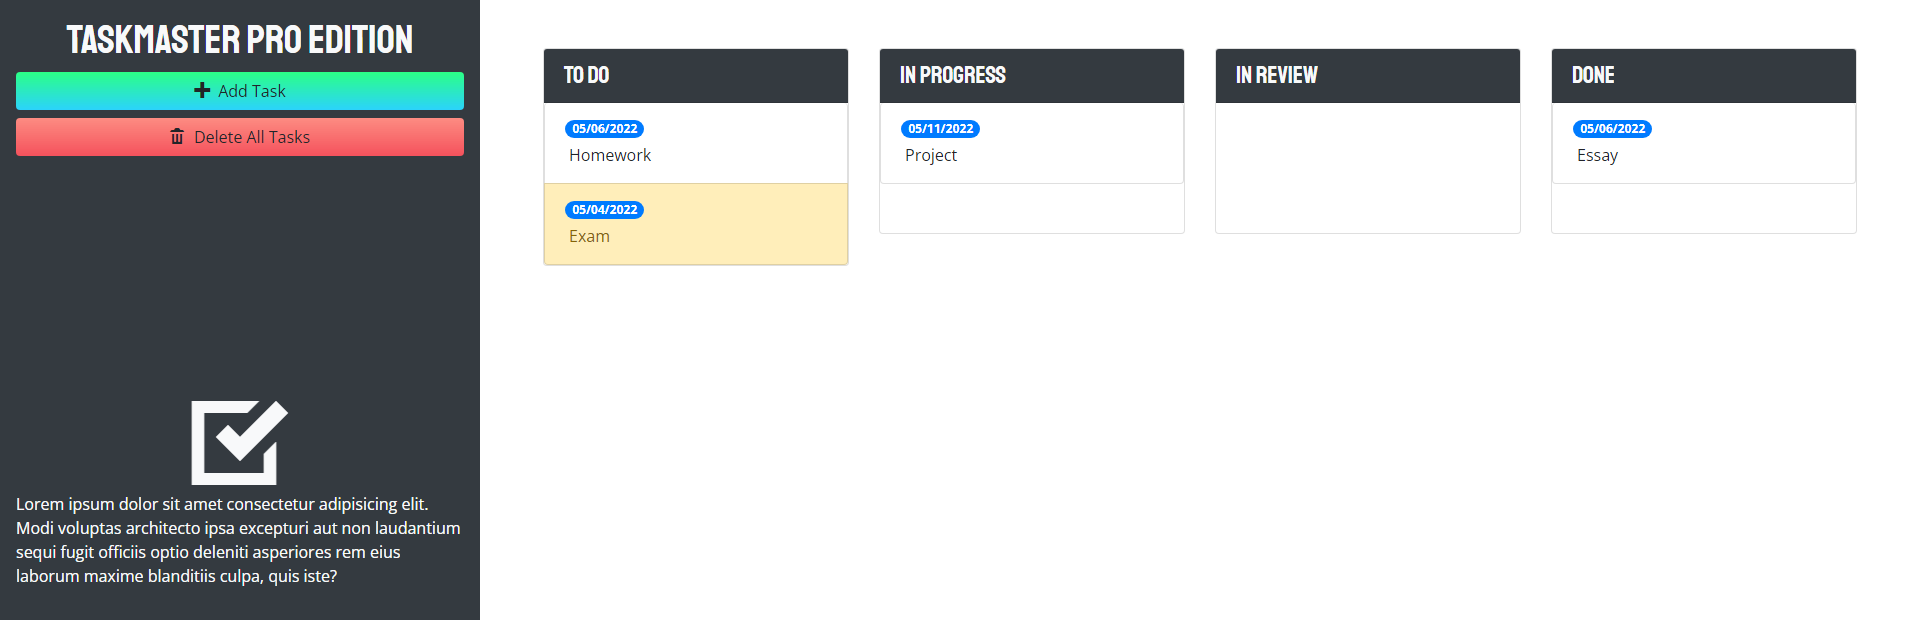 TASKMASTER PRO EDITION
Add Task
Delete All Tasks
Lorem ipsum dolor sit amet consectetur adipisicing elit.
Modi voluptas architecto ipsa excepturi aut non laudantium
sequi fugit officiis optio deleniti asperiores rem eius
laborum maxime blanditiis culpa, quis iste?
TO DO
05/06/2022
Homework
05/04/2022
Exam
IN PROGRESS
05/11/2022
Project
IN REVIEW
DONE
05/06/2022
Essay